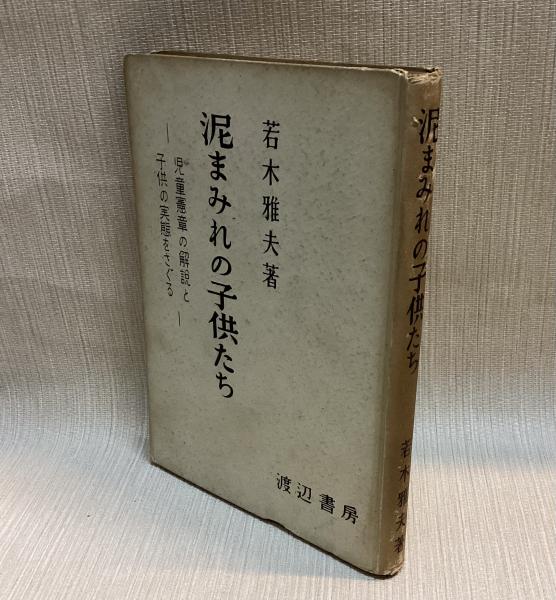 若木雅夫著
泥まみれの子供たち
―児童憲章の解説と
子供の実態をさぐる―
渡辺書房
泥まみれの子供たち
若木雅夫著